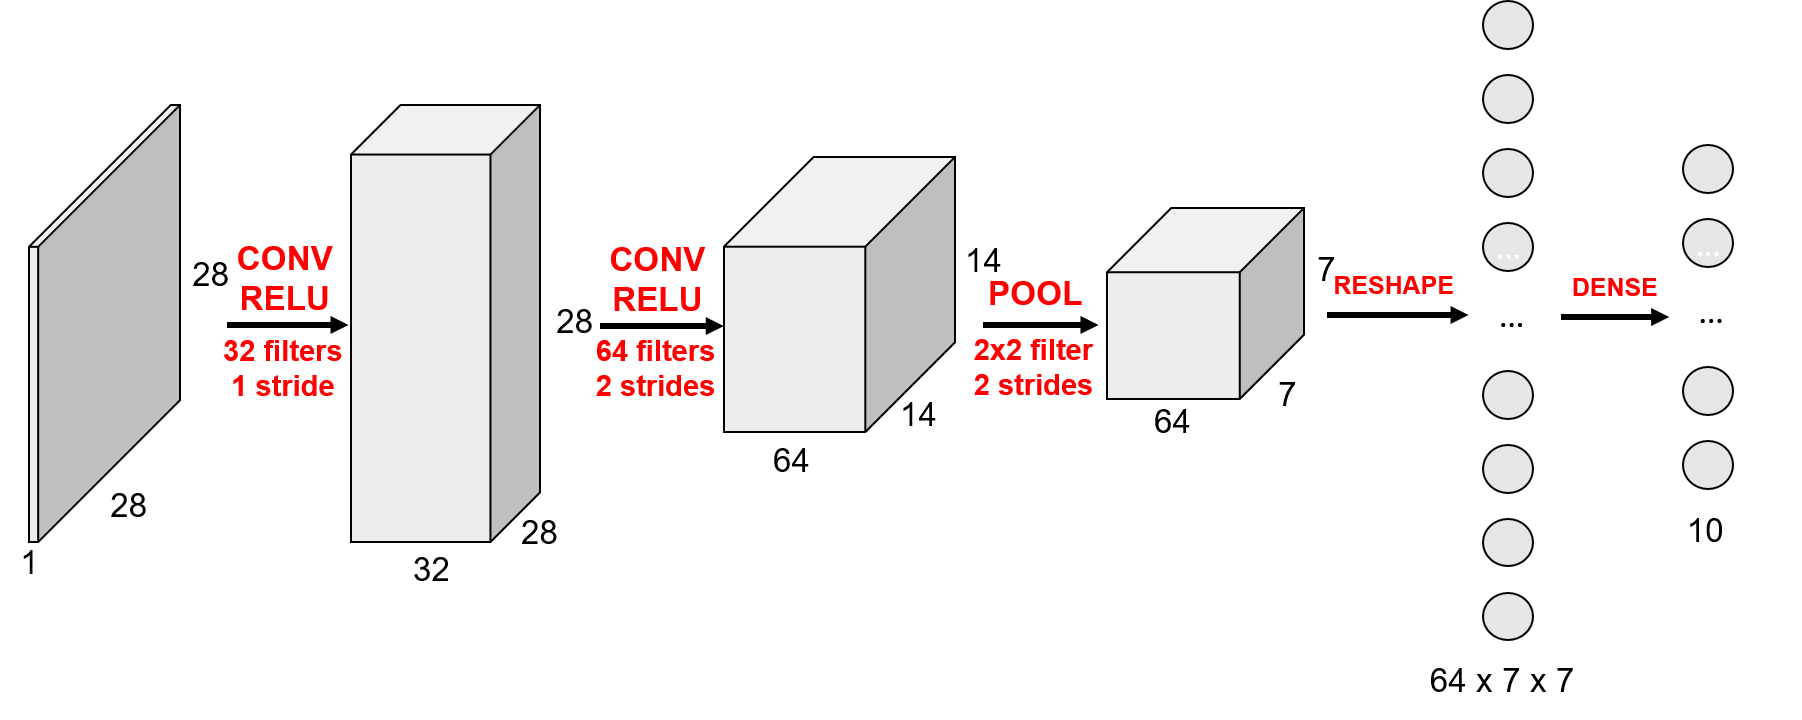 28
28
1
CONV
RELU
32 filters
1 stride
28
28
32
CONV
RELU
64 filters
2 strides
14
14
64
POOL
2x2 filter
2 strides
7
7
64
RESHAPE
...
...
64 x 7 x 7
DENSE
...
...
10